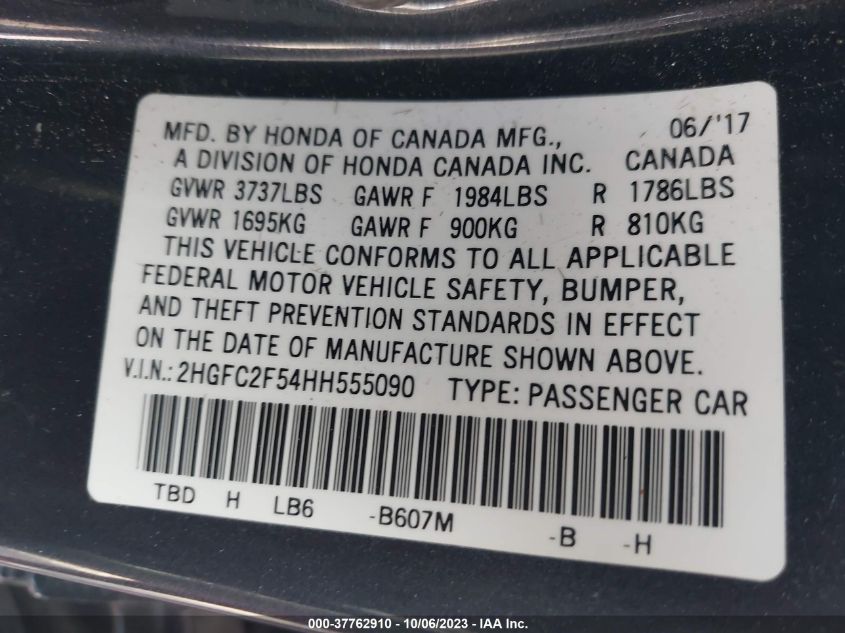 MFD. BY HONDA OF CANADA MFG., 06/'17
A DIVISION OF HONDA CANADA INC. CANADA
GVWR 3737LBS GAWR F 1984LBS R 1786LBS
GVWR 1695KG GAWR F 900KG R 810KG
THIS VEHICLE CONFORMS TO ALL APPLICABLE
FEDERAL MOTOR VEHICLE SAFETY, BUMPER,
AND THEFT PREVENTION STANDARDS IN EFFECT
ON THE DATE OF MANUFACTURE SHOWN ABOVE.
V.I.N.: 2HGFC2F54HH555090 TYPE: PASSENGER CAR
TBD H LB6 -B607M -B -H
000-37762910 - 10/06/2023 - IAA Inc.